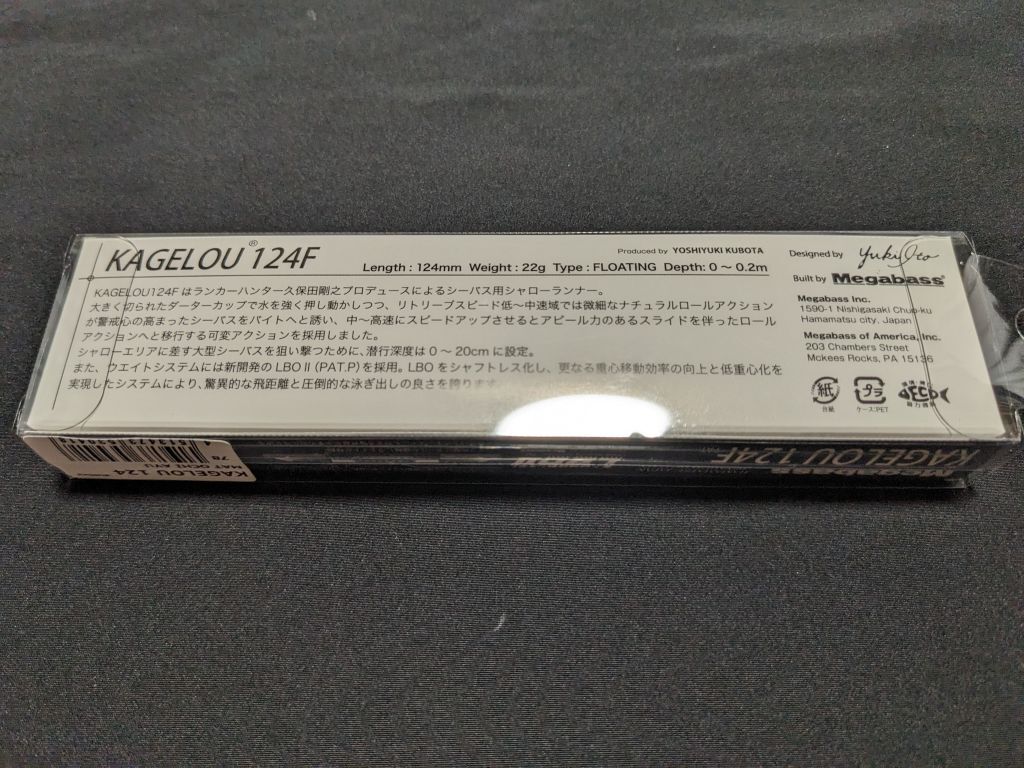 KAGELOU® 124F
Length : 124mm Weight : 22g Type : FLOATING Depth: 0 ～ 0.2m
Produced by YOSHIYUKI KUBOTA
KAGELOU124F はランカーハンター久保田剛之プロデュースによるシーバス用シャローランナー。
大きく切られたダーターカップで水を強く押し動かしつつ、リトリーブスピード低～中速域では微細なナチュラルロールアクション
が警戒心の高まったシーバスをバイトへと誘い、中～高速にスピードアップさせるとアピール力のあるスライドを伴ったロール
アクションへと移行する可変アクションを採用しました。
シャローエリアに差す大型シーバスを狙い撃つために、潜行深度は 0 ～ 20cm に設定。
また、ウエイトシステムには新開発の LBO II (PAT.P) を採用。LBO をシャフトレス化し、更なる重心移動効率の向上と低重心化を
実現したシステムにより、驚異的な飛距離と圧倒的な泳ぎ出しの良さを誇ります
Designed by Yuki Ito
Built by Megabass®
Megabass Inc.
1590-1 Nishigasaki Chuo-ku
Hamamatsu city, Japan
Megabass of America, Inc.
203 Chambers Street
Mckees Rocks, PA 15136
紙
台紙
プラ
ケース:PET
環境・個に
ECO
協力商品
KAGELOU 124
MAT
78
KAGELOU 124F